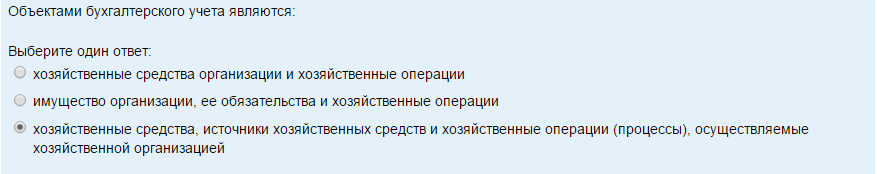 Объектами бухгалтерского учета являются:
Выберите один ответ:
хозяйственные средства организации и хозяйственные операции
имущество организации, ее обязательства и хозяйственные операции
хозяйственные средства, источники хозяйственных средств и хозяйственные операции (процессы), осуществляемые
хозяйственной организацией